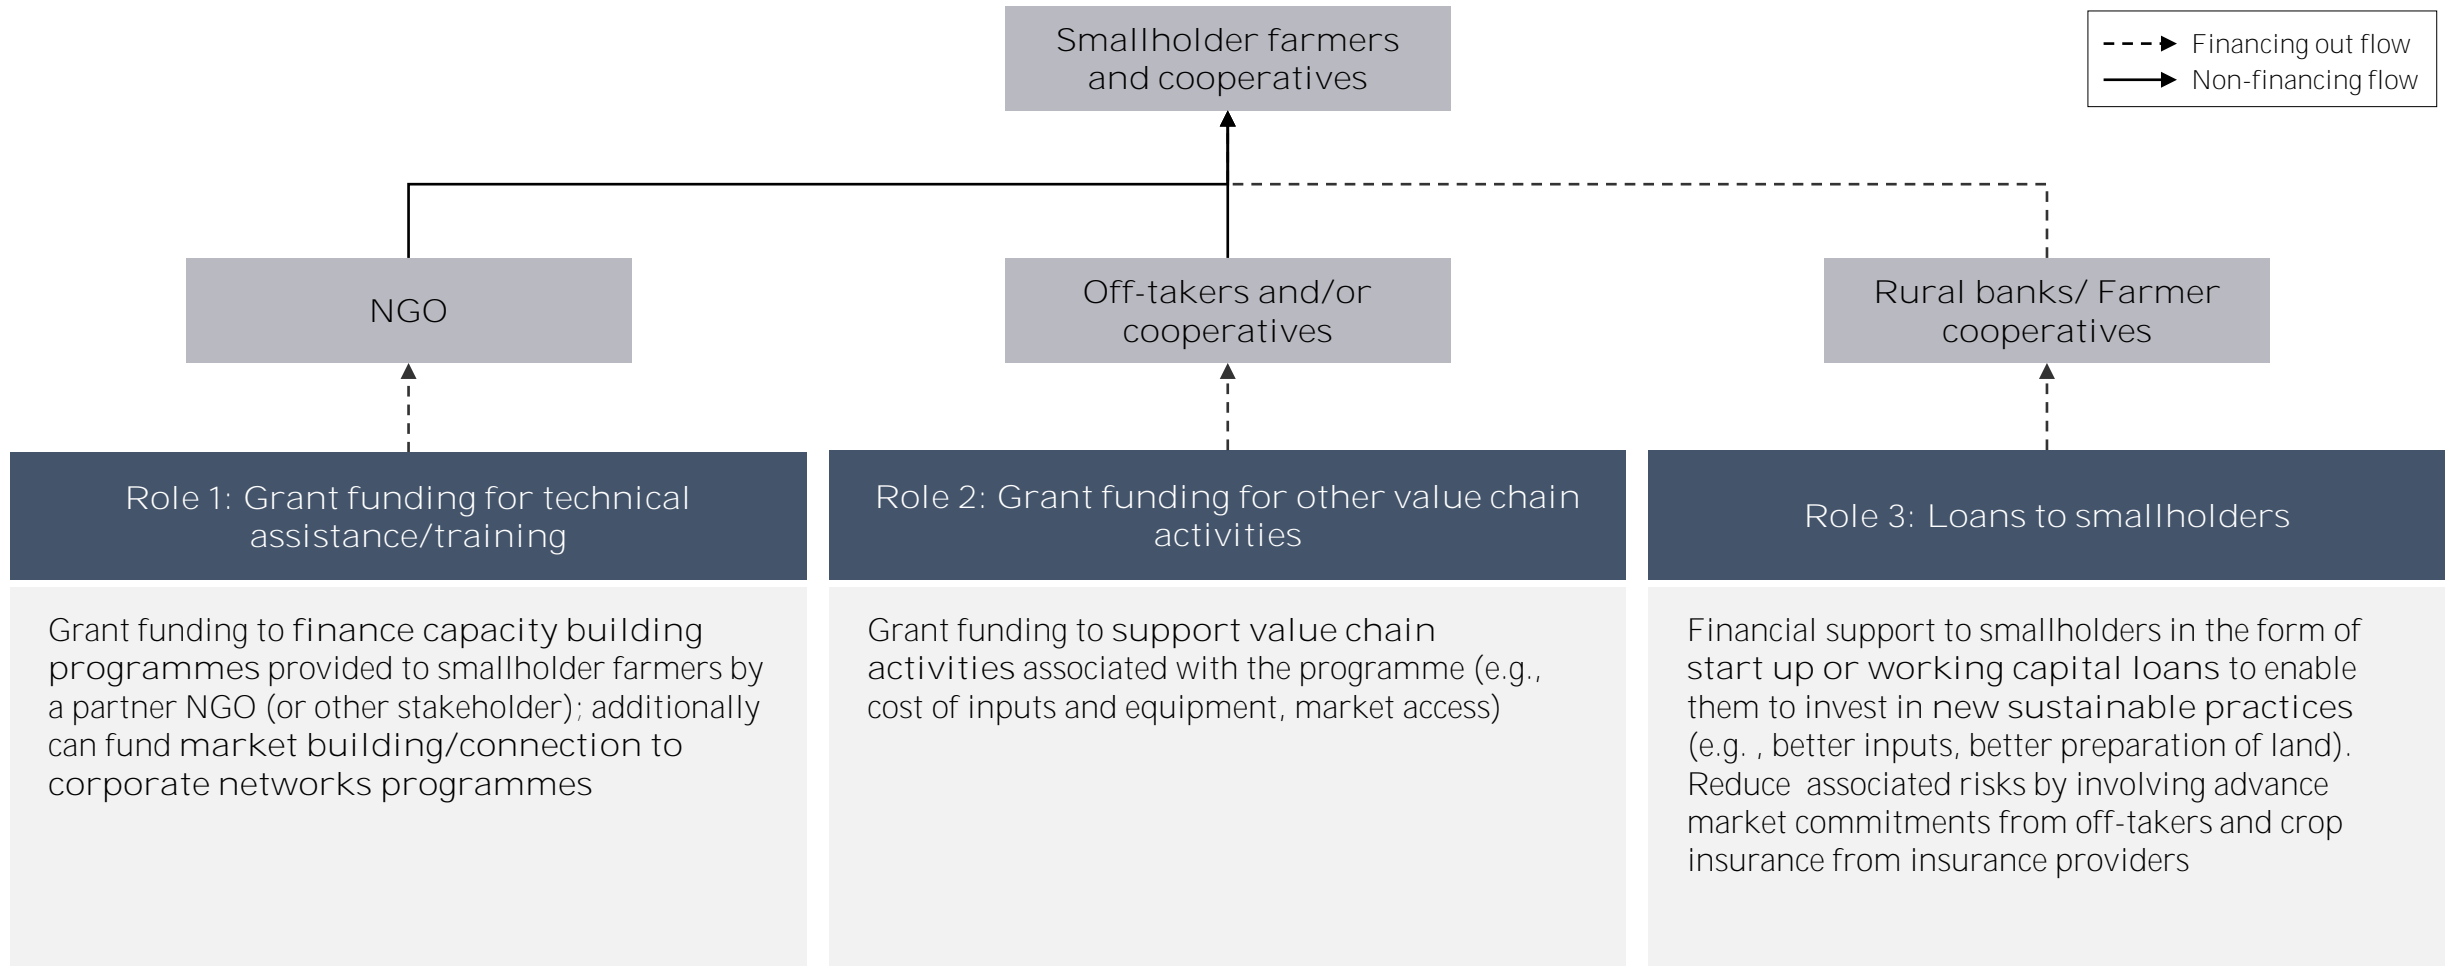 Smallholder farmers
and cooperatives
Financing out flow
Non-financing flow
NGO
Off-takers and/or
cooperatives
Rural banks/ Farmer
cooperatives
Role 1: Grant funding for technical
assistance/training
Role 2: Grant funding for other value chain
activities
Role 3: Loans to smallholders
Grant funding to finance capacity building
programmes provided to smallholder farmers by
a partner NGO (or other stakeholder); additionally
can fund market building/connection to
corporate networks programmes
Grant funding to support value chain
activities associated with the programme (e.g.,
cost of inputs and equipment, market access)
Financial support to smallholders in the form of
start up or working capital loans to enable
them to invest in new sustainable practices
(e.g. , better inputs, better preparation of land).
Reduce  associated risks by involving advance
market commitments from off-takers and crop
insurance from insurance providers